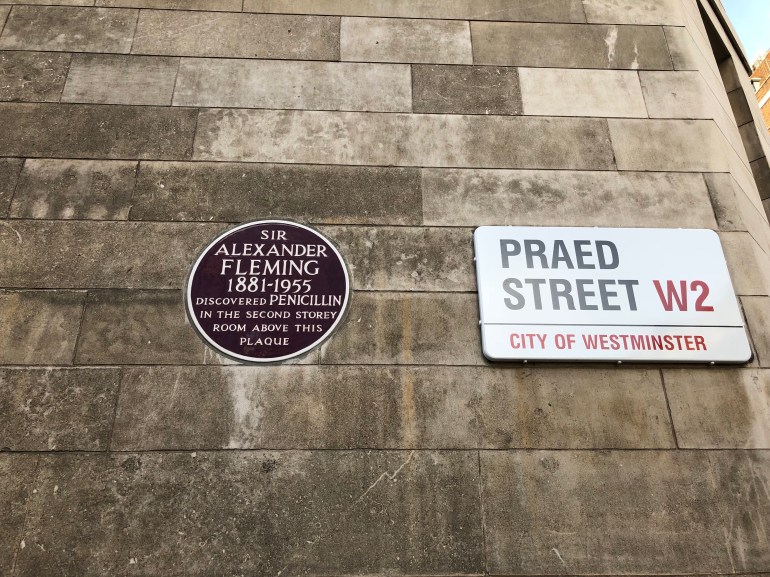 SIR
ALEXANDER
FLEMING
1881-1955
DISCOVERED PENICILLIN
IN THE SECOND STOREY
ROOM ABOVE THIS
PLAQUE
PRAED
STREET W2
CITY OF WESTMINSTER